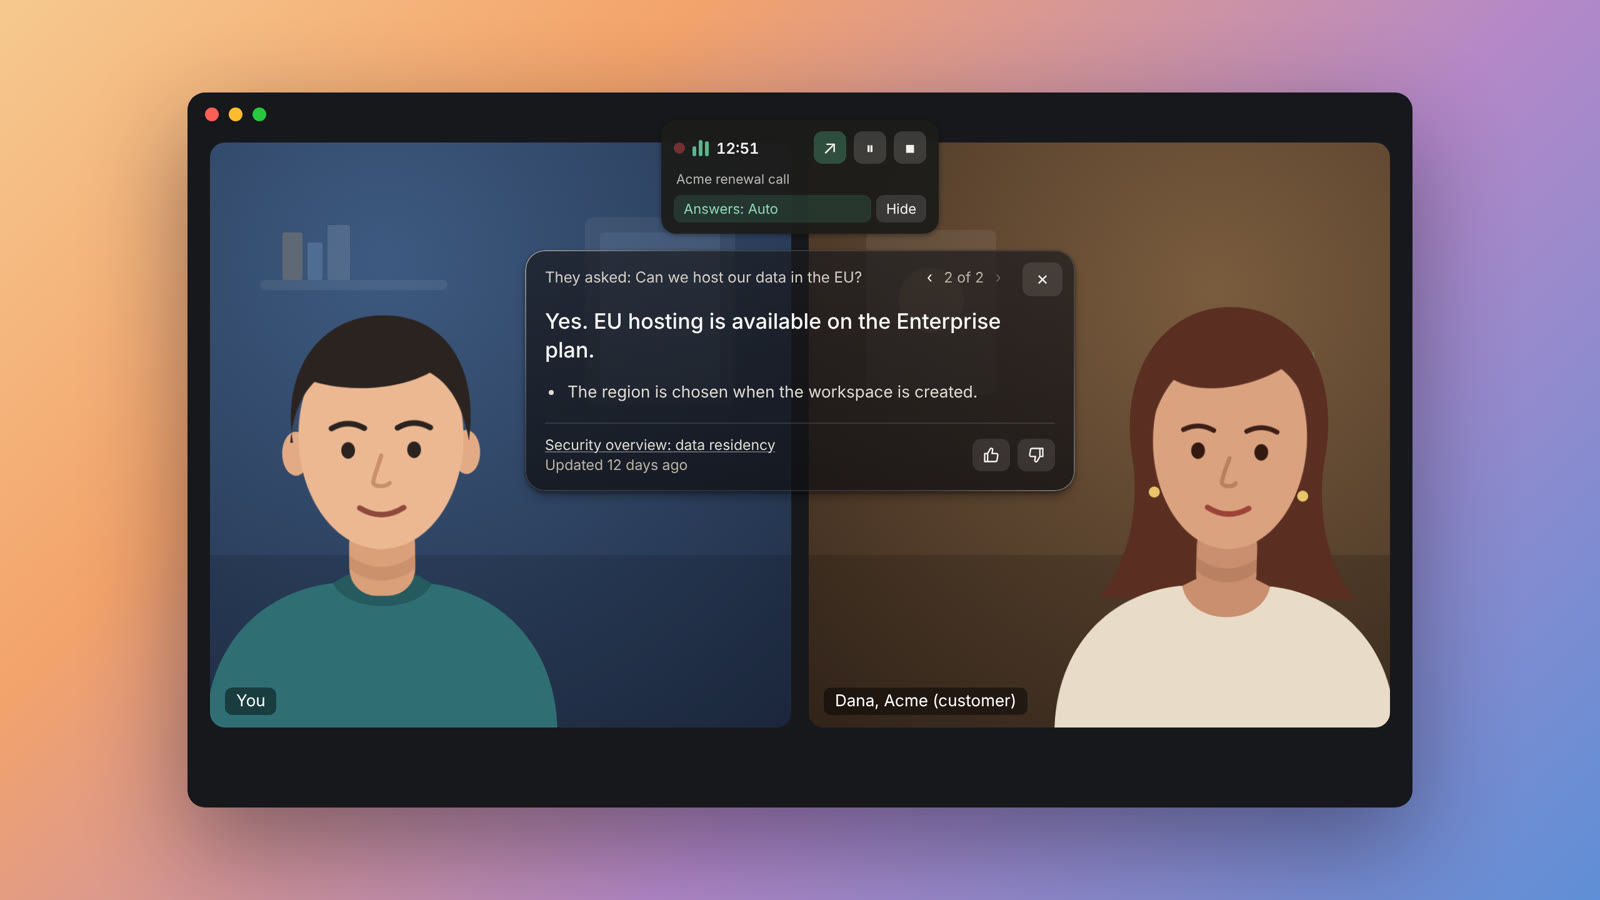 12:51
Acme renewal call
Answers: Auto
Hide
They asked: Can we host our data in the EU?
2 of 2
Yes. EU hosting is available on the Enterprise
plan.
• The region is chosen when the workspace is created.
Security overview: data residency
Updated 12 days ago
You
Dana, Acme (customer)